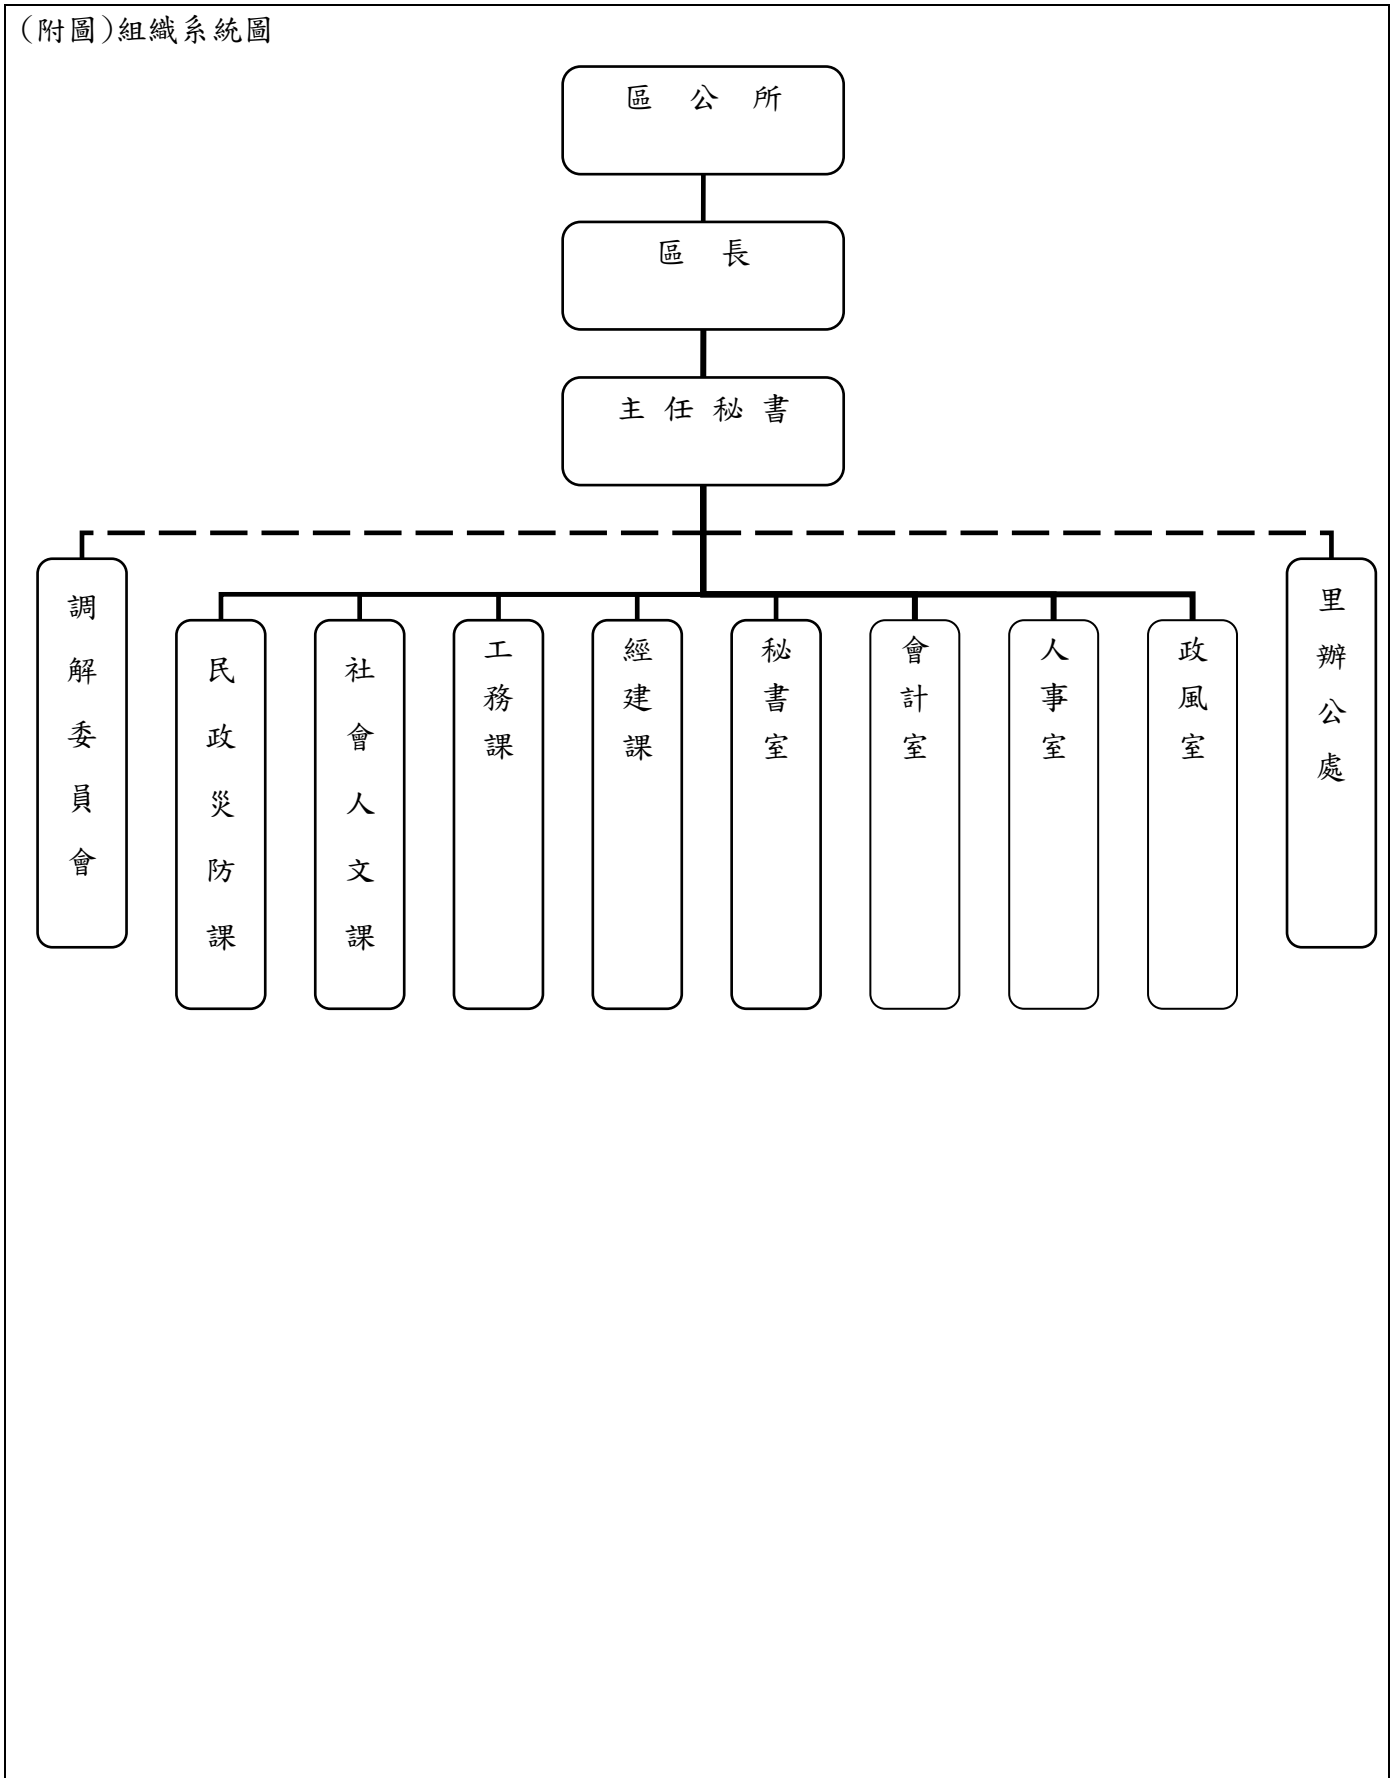 (附圖)組織系統圖
區公所
區長
主任秘書
調解委員會
民政災防課
社會人文課
工務課
經建課
秘書室
會計室
人事室
政風室
里辦公處